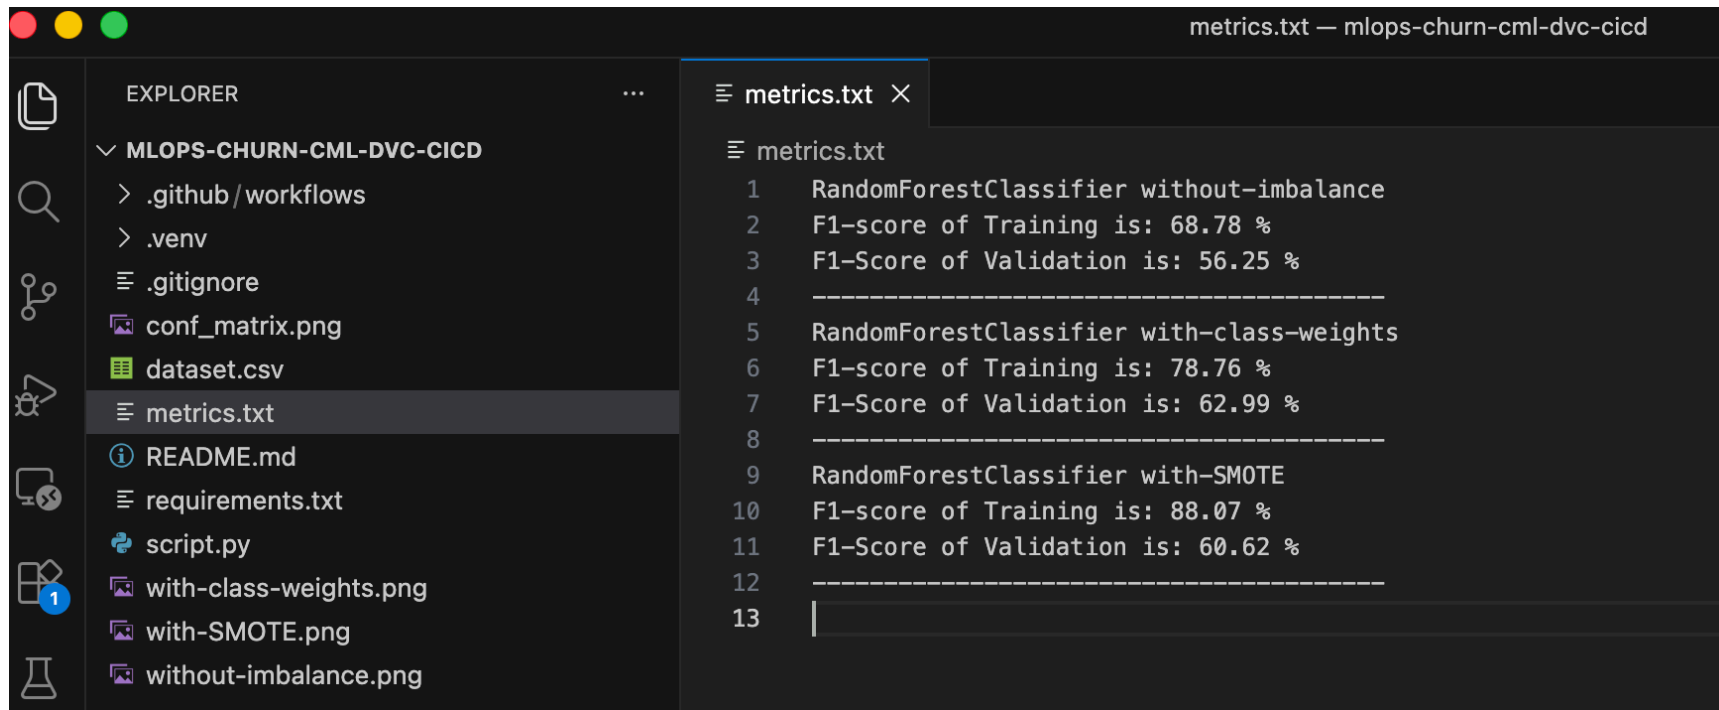 metrics.txt — mlops-churn-cml-dvc-cicd
EXPLORER
MLOPS-CHURN-CML-DVC-CICD
.github/workflows
.venv
.gitignore
conf_matrix.png
dataset.csv
metrics.txt
README.md
requirements.txt
script.py
with-class-weights.png
with-SMOTE.png
without-imbalance.png
1
metrics.txt
metrics.txt
1 RandomForestClassifier without-imbalance
2 F1-score of Training is: 68.78 %
3 F1-Score of Validation is: 56.25 %
4 ----------------------------------------
5 RandomForestClassifier with-class-weights
6 F1-score of Training is: 78.76 %
7 F1-Score of Validation is: 62.99 %
8 ----------------------------------------
9 RandomForestClassifier with-SMOTE
10 F1-score of Training is: 88.07 %
11 F1-Score of Validation is: 60.62 %
12 ----------------------------------------
13